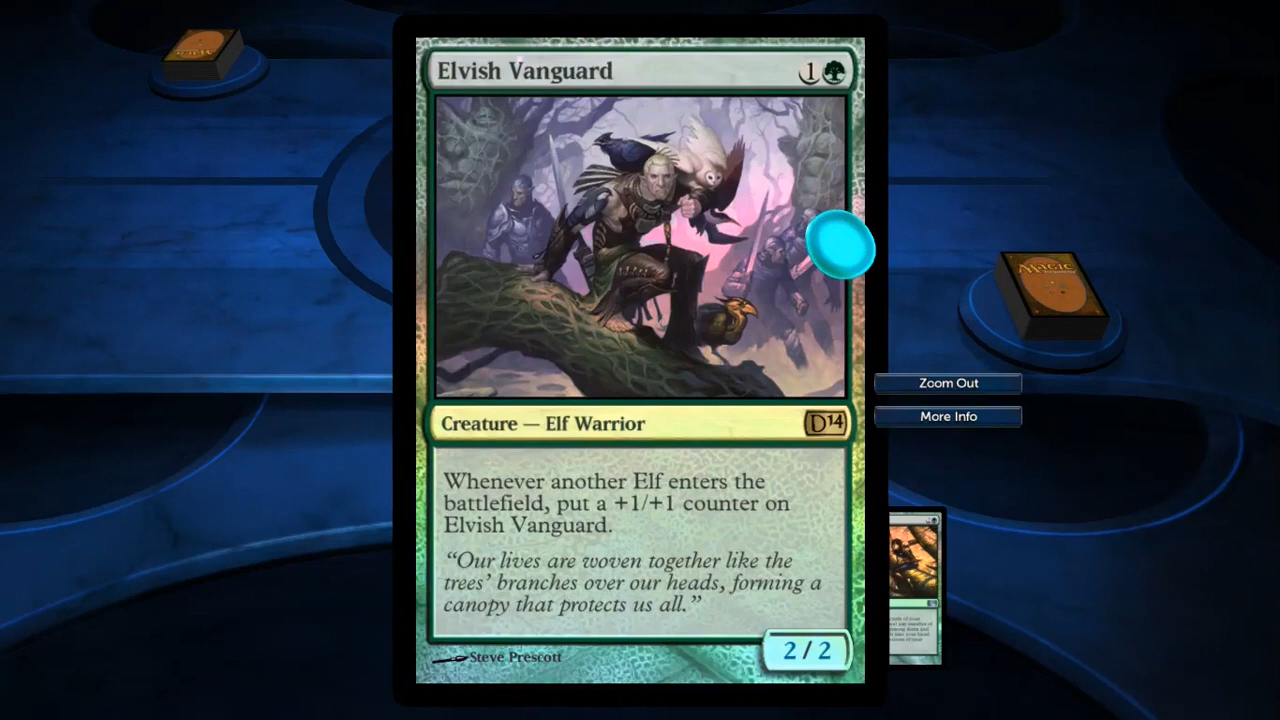 Elvish Vanguard
1
MAGIC
Zoom Out
More Info
Creature — Elf Warrior
D14
Whenever another Elf enters the
battlefield, put a +1/+1 counter on
Elvish Vanguard.
“Our lives are woven together like the
trees’ branches over our heads, forming a
canopy that protects us all.”
Steve Prescott
2 / 2